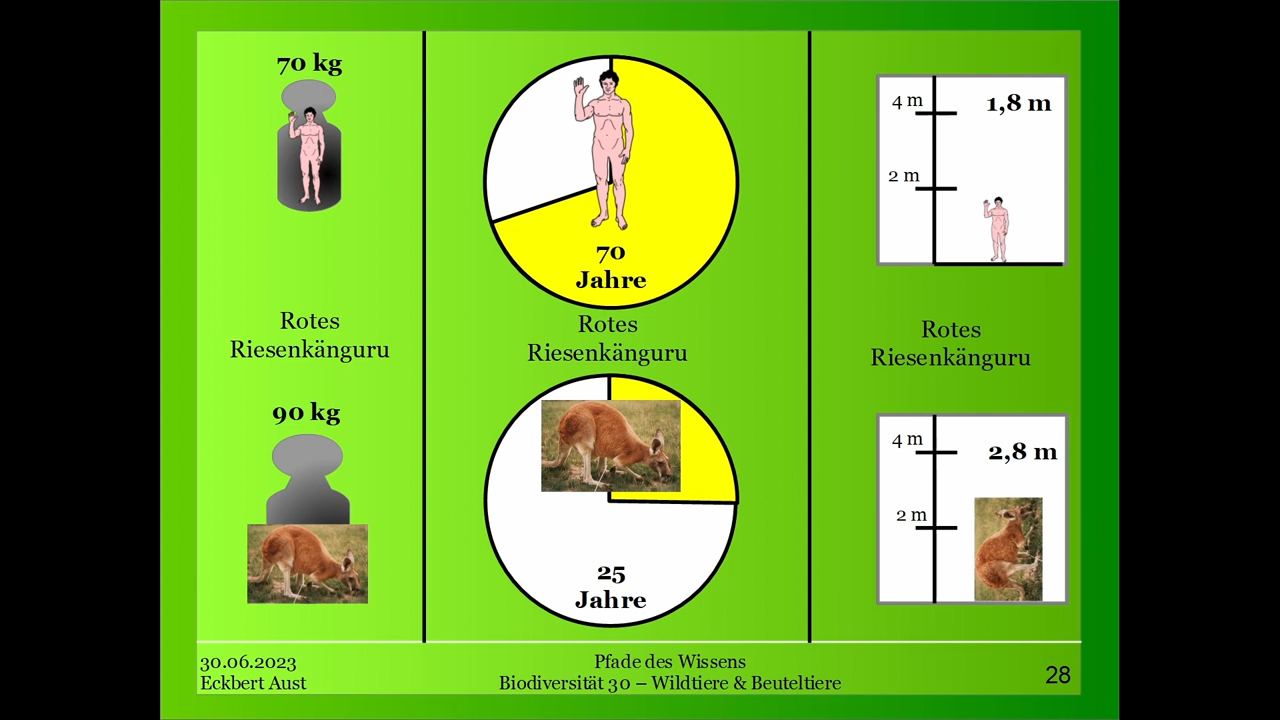 70 kg
Rotes
Riesenkänguru
90 kg
70
Jahre
Rotes
Riesenkänguru
25
Jahre
4 m
1,8 m
2 m
Rotes
Riesenkänguru
4 m
2,8 m
2 m
30.06.2023
Eckbert Aust
Pfade des Wissens
Biodiversität 30 – Wildtiere & Beuteltiere
28